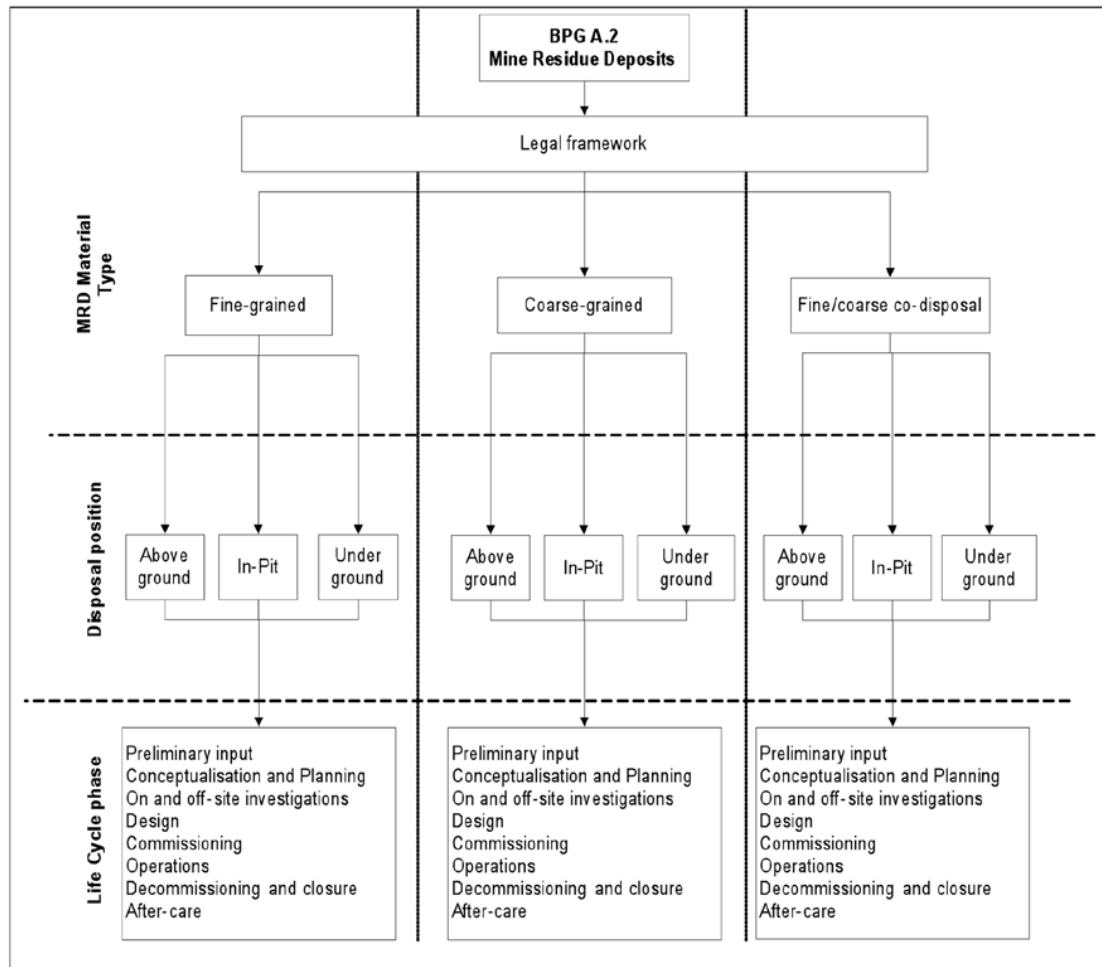 BPG A.2
Mine Residue Deposits
Legal framework
MRD Material
Type
Fine-grained
Coarse-grained
Fine/coarse co-disposal
Disposal position
Above
ground
In-Pit
Under
ground
Above
ground
In-Pit
Under
ground
Above
ground
In-Pit
Under
ground
Life Cycle phase
Preliminary input
Conceptualisation and Planning
On and off-site investigations
Design
Commissioning
Operations
Decommissioning and closure
After-care
Preliminary input
Conceptualisation and Planning
On and off-site investigations
Design
Commissioning
Operations
Decommissioning and closure
After-care
Preliminary input
Conceptualisation and Planning
On and off-site investigations
Design
Commissioning
Operations
Decommissioning and closure
After-care